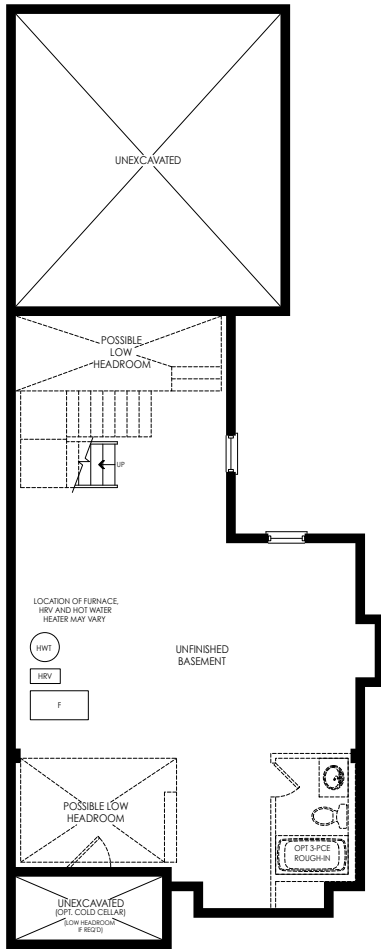 UNEXCAVATED
POSSIBLE
LOW
HEADROOM
UP
LOCATION OF FURNACE,
HRV AND HOT WATER
HEATER MAY VARY
HWT
HRV
F
UNFINISHED
BASEMENT
POSSIBLE LOW
HEADROOM
OPT 3-PCE
ROUGH-IN
UNEXCAVATED
(OPT. COLD CELLAR)
(LOW HEADROOM
IF REQ'D)